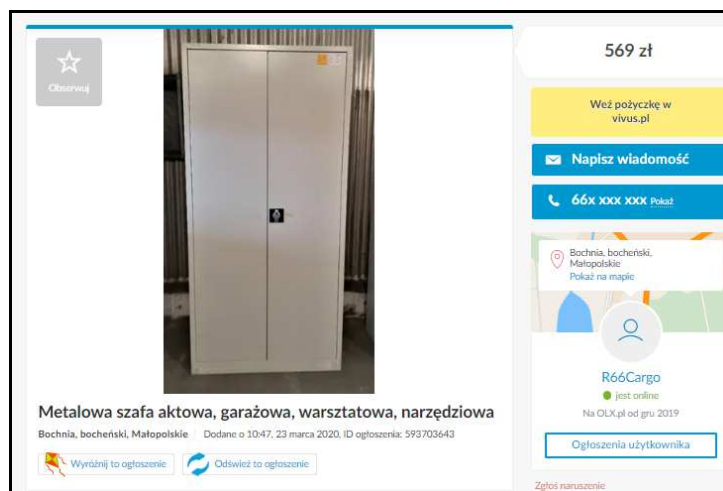 Obserwuj
569 zł
Weź pożyczkę w
vivus.pl
Napisz wiadomość
66x xxx xxx Pokaż
Bochnia, bocheński,
Małopolskie
Pokaż na mapie
R66Cargo
jest online
Na OLX.pl od gru 2019
Ogłoszenia użytkownika
Zgłoś naruszenie
Metalowa szafa aktowa, garażowa, warsztatowa, narzędziowa
Bochnia, bocheński, Małopolskie Dodane o 10:47, 23 marca 2020, ID ogłoszenia: 593703643
Wyróżnij to ogłoszenie Odśwież to ogłoszenie